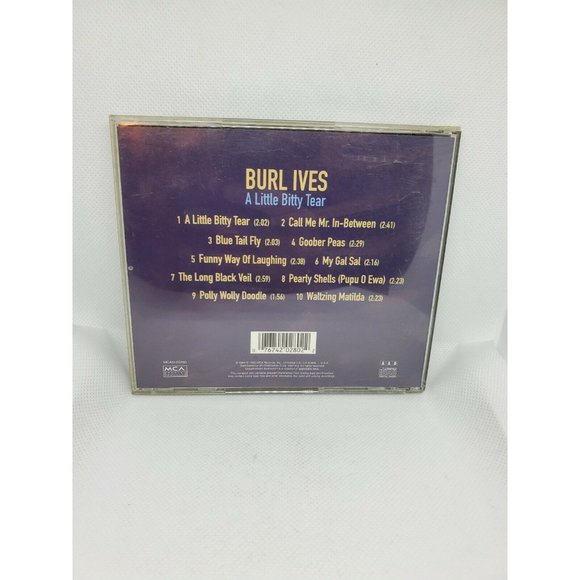 BURL IVES
A Little Bitty Tear
1 A Little Bitty Tear (2:02) 2 Call Me Mr. In-Between (2:41)
3 Blue Tail Fly (2:03) 4 Goober Peas (2:29)
5 Funny Way Of Laughing (2:38) 6 My Gal Sal (2:16)
7 The Long Black Veil (2:59) 8 Pearly Shells (Pupu O Ewa) (2:23)
9 Polly Wolly Doodle (1:56) 10 Waltzing Matilda (2:23)
MCA